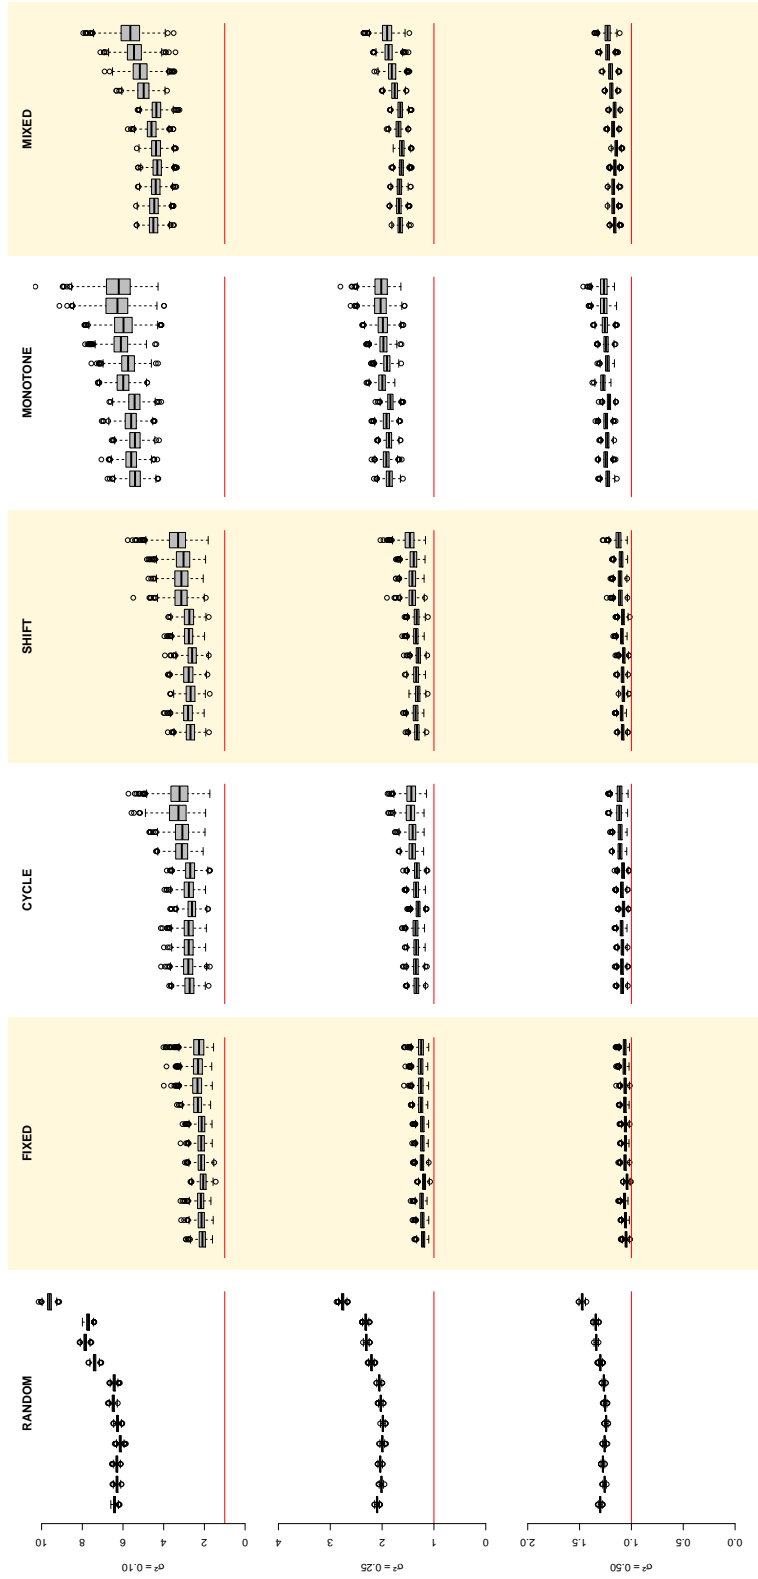 MIXED
MONOTONE
SHIFT
CYCLE
FIXED
RANDOM
10 8 6 4 2 0
σ² = 0.10
4 3 2 1 0
σ² = 0.25
2.0 1.5 1.0 0.5 0.0
σ² = 0.50